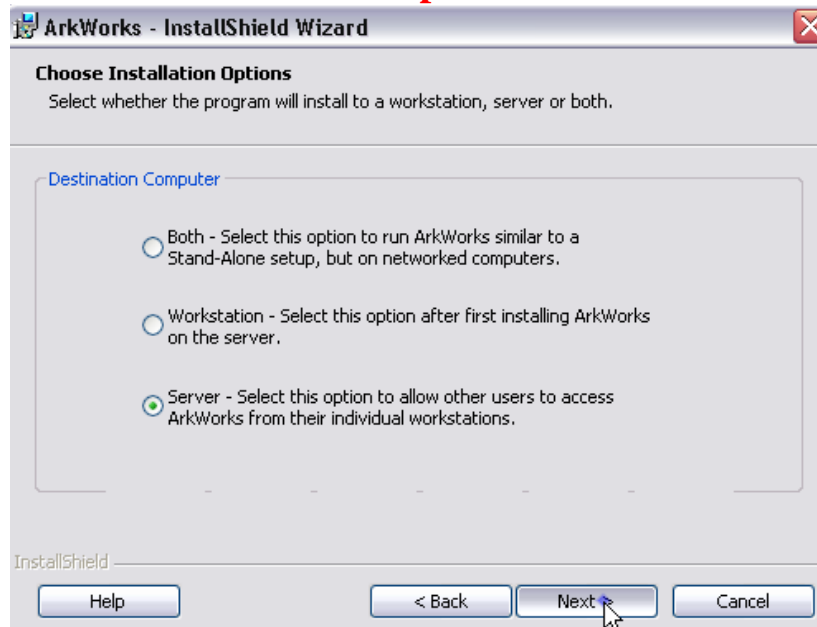 ArkWorks - InstallShield Wizard
Choose Installation Options
Select whether the program will install to a workstation, server or both.
Destination Computer
Both - Select this option to run ArkWorks similar to a
Stand-Alone setup, but on networked computers.
Workstation - Select this option after first installing ArkWorks
on the server.
Server - Select this option to allow other users to access
ArkWorks from their individual workstations.
InstallShield
Help < Back Next > Cancel